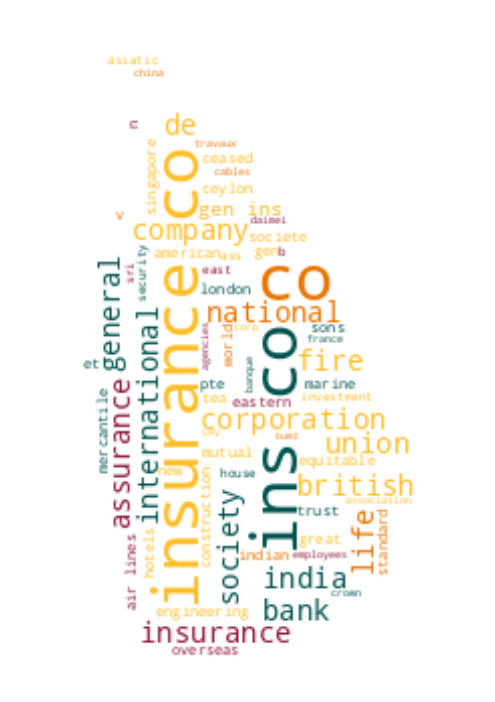 asiatic
china
c
de
travaux
singapore
ceased
cables
ceylon
v
gen ins
daimei
company
societe
american
ass
gen
b
security
sri
east
general
london
co
insurance co
national
world
corp
agencies
sons
france
ins co
fire
et
banque
pte
marine
tea
eastern
investment
mercantile
assurance
international
corporation
cey
suez
union
mutual
equitable
new
house
british
association
construction
society
trust
air lines
hotels
great
life
standard
indian
employees
india
crown
engineering
bank
insurance
overseas